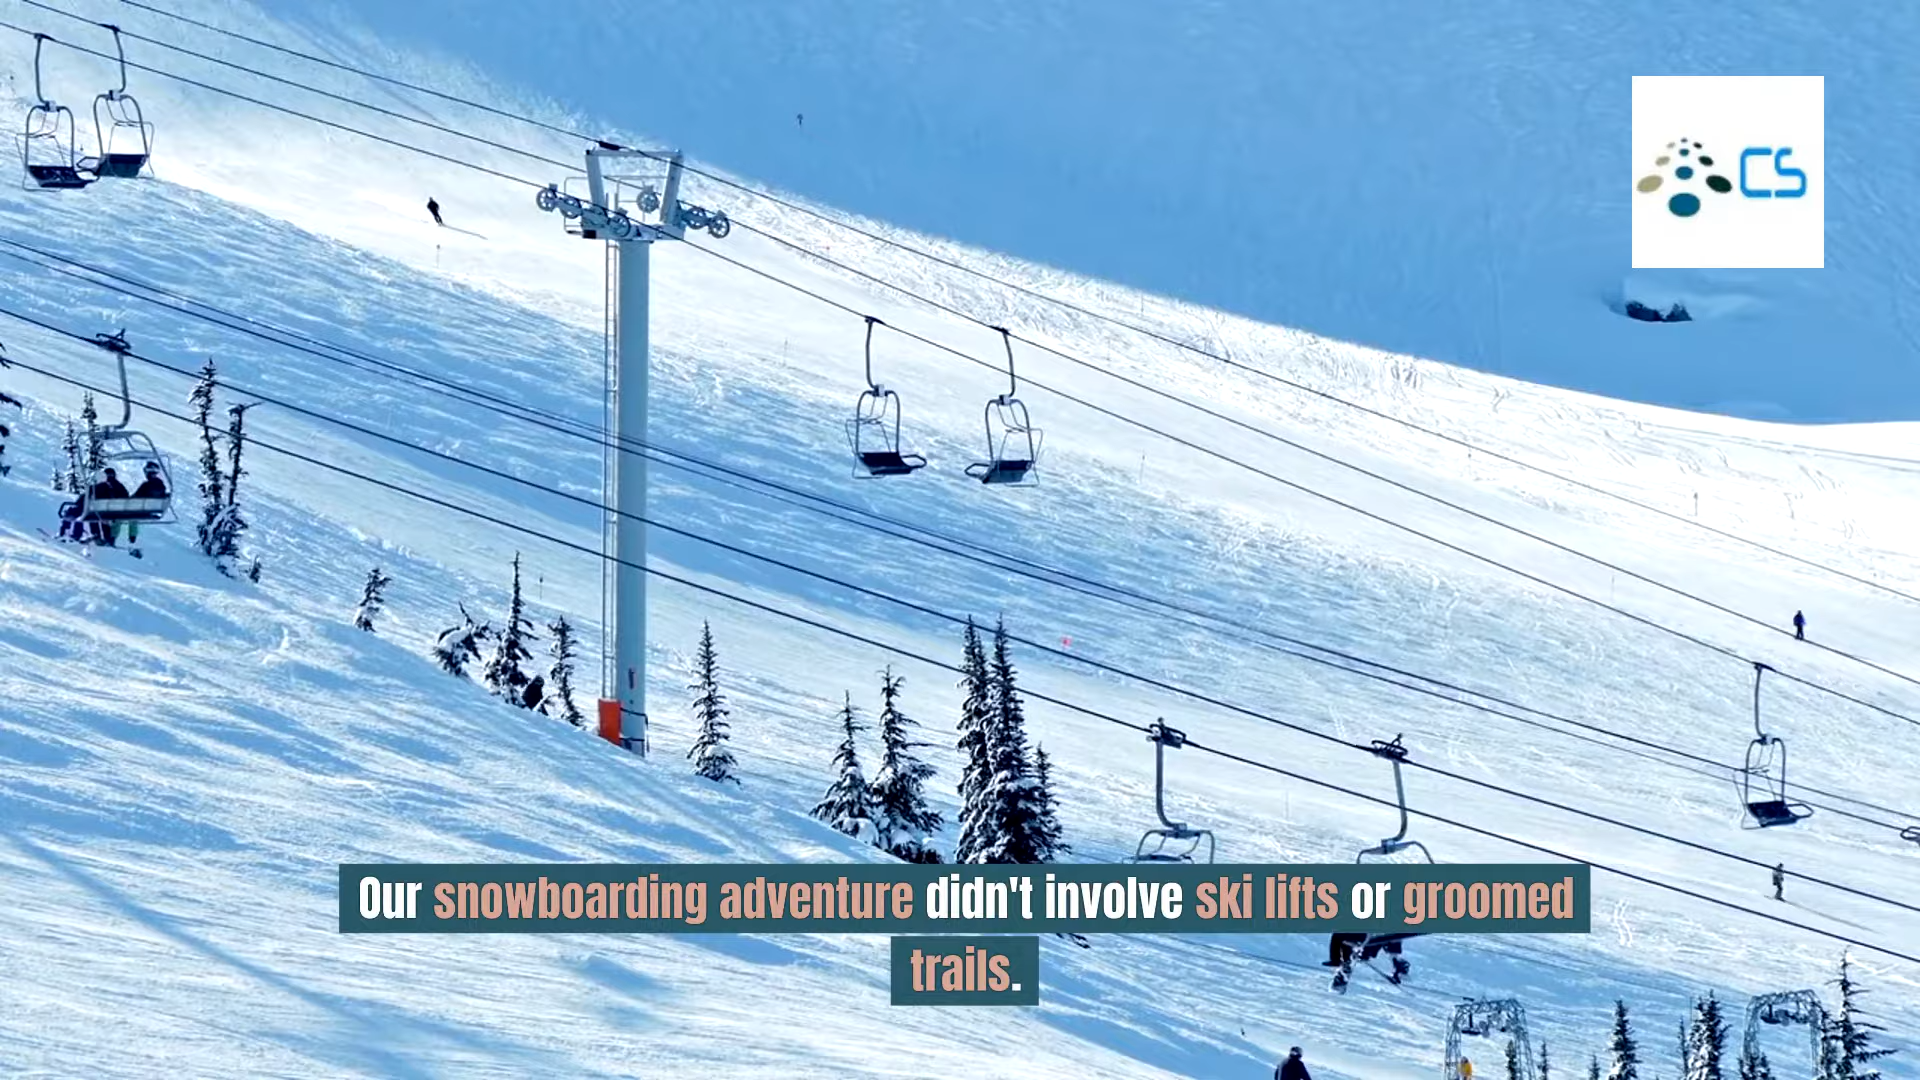 CS
Our snowboarding adventure didn't involve ski lifts or groomed
trails.